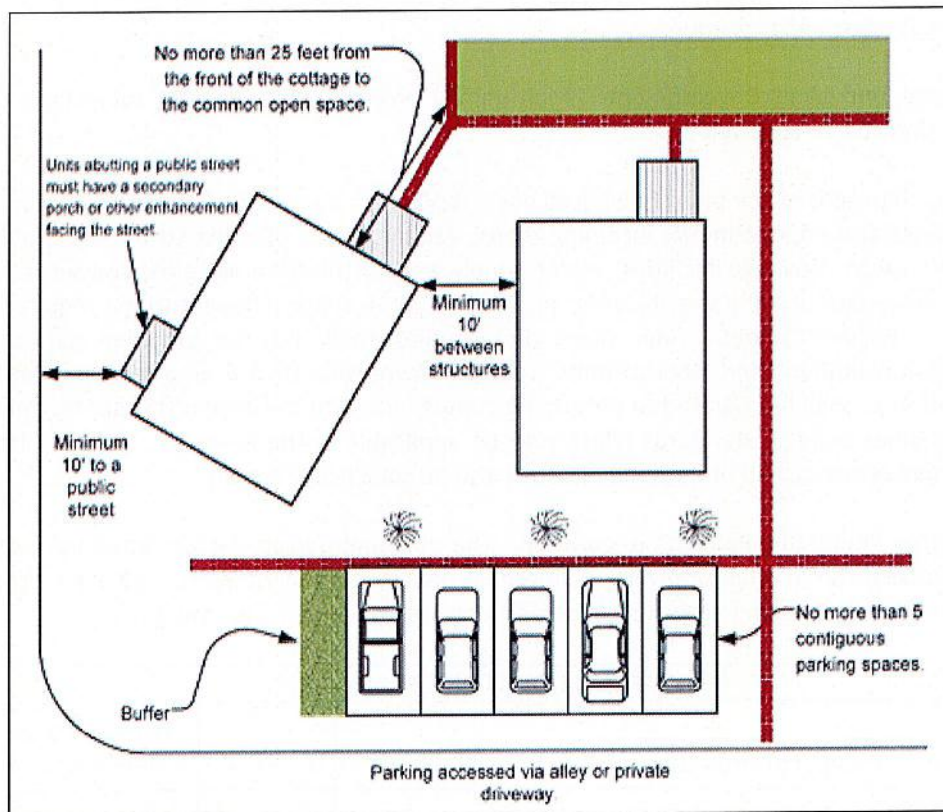 No more than 25 feet from
the front of the cottage to
the common open space.
Units abutting a public street
must have a secondary
porch or other enhancement
facing the street.
Minimum
10'
between
structures
Minimum
10' to a
public
street
No more than 5
contiguous
parking spaces.
Buffer
Parking accessed via alley or private
driveway.